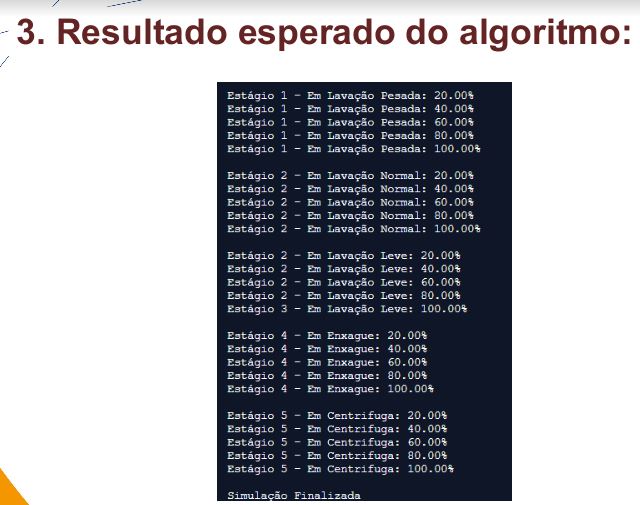 3. Resultado esperado do algoritmo:
Estágio 1 - Em Lavação Pesada: 20.00%
Estágio 1 - Em Lavação Pesada: 40.00%
Estágio 1 - Em Lavação Pesada: 60.00%
Estágio 1 - Em Lavação Pesada: 80.00%
Estágio 1 - Em Lavação Pesada: 100.00%
Estágio 2 - Em Lavação Normal: 20.00%
Estágio 2 - Em Lavação Normal: 40.00%
Estágio 2 - Em Lavação Normal: 60.00%
Estágio 2 - Em Lavação Normal: 80.00%
Estágio 2 - Em Lavação Normal: 100.00%
Estágio 2 - Em Lavação Leve: 20.00%
Estágio 2 - Em Lavação Leve: 40.00%
Estágio 2 - Em Lavação Leve: 60.00%
Estágio 2 - Em Lavação Leve: 80.00%
Estágio 3 - Em Lavação Leve: 100.00%
Estágio 4 - Em Enxague: 20.00%
Estágio 4 - Em Enxague: 40.00%
Estágio 4 - Em Enxague: 60.00%
Estágio 4 - Em Enxague: 80.00%
Estágio 4 - Em Enxague: 100.00%
Estágio 5 - Em Centrifuga: 20.00%
Estágio 5 - Em Centrifuga: 40.00%
Estágio 5 - Em Centrifuga: 60.00%
Estágio 5 - Em Centrifuga: 80.00%
Estágio 5 - Em Centrifuga: 100.00%
Simulação Finalizada